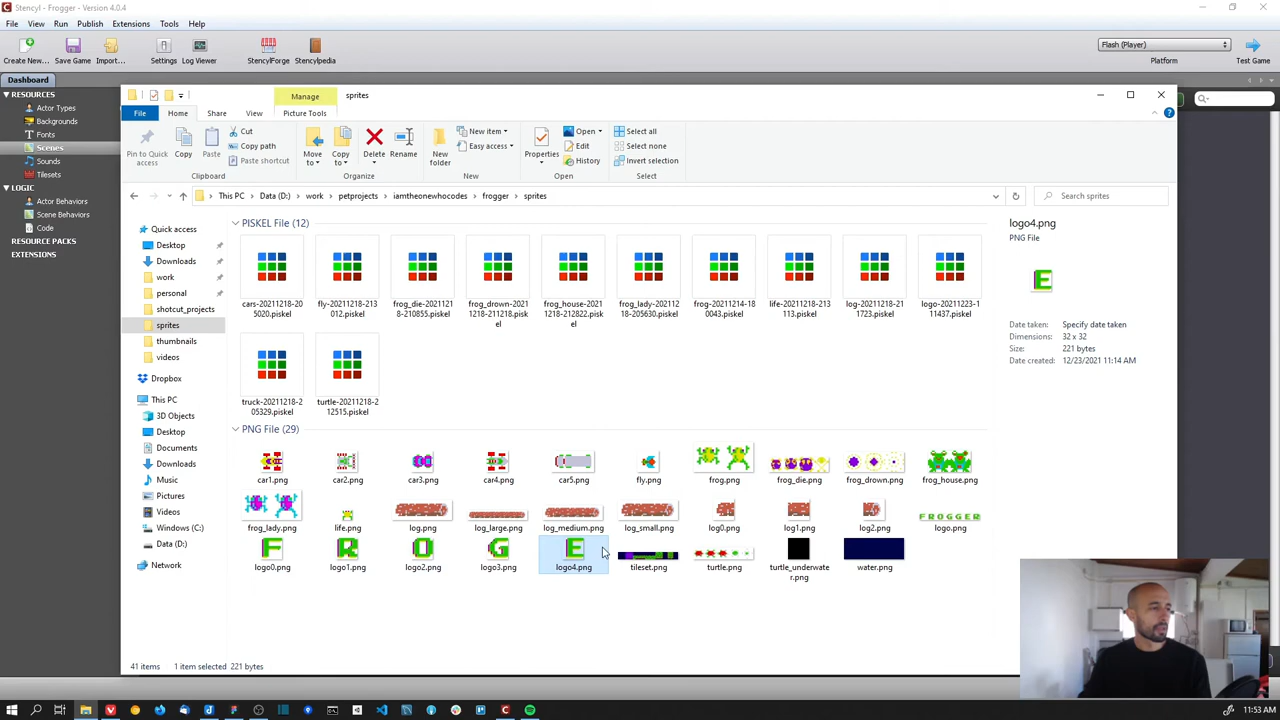 Stencyl - Frogger - Version 4.0.4
File View Run Publish Extensions Tools Help
Create New... Save Game Import... Settings Log Viewer StencylForge Stencylpedia
Flash (Player)
Platform
Test Game
Dashboard
RESOURCES
Actor Types
Backgrounds
Fonts
Scenes
Sounds
Tilesets
LOGIC
Actor Behaviors
Scene Behaviors
Code
RESOURCE PACKS
EXTENSIONS
Manage
sprites
File Home Share View Picture Tools
Pin to Quick access
Copy
Paste
Cut
Copy path
Paste shortcut
Clipboard
Move to
Copy to
Delete
Rename
Organize
New folder
New item
Easy access
New
Properties
Open
Edit
History
Open
Select all
Select none
Invert selection
Select
This PC > Data (D:) > work > petprojects > iamtheonewhocodes > frogger > sprites
Search sprites
Quick access
Desktop
Downloads
work
personal
shotcut_projects
sprites
thumbnails
videos
Dropbox
This PC
3D Objects
Desktop
Documents
Downloads
Music
Pictures
Videos
Windows (C:)
Data (D:)
Network
PISKEL File (12)
cars-20211218-205020.piskel
fly-20211218-213012.piskel
frog_die-20211218-210855.piskel
frog_drown-20211218-211218.piskel
frog_house-20211218-212822.piskel
frog_lady-20211218-205630.piskel
frog-20211214-180043.piskel
life-20211218-213113.piskel
log-20211218-211723.piskel
logo-20211223-111437.piskel
truck-20211218-205329.piskel
turtle-20211218-212515.piskel
PNG File (29)
car1.png car2.png car3.png car4.png car5.png fly.png frog.png frog_die.png frog_drown.png frog_house.png
FROGGER
frog_lady.png life.png log.png log_large.png log_medium.png log_small.png log0.png log1.png log2.png logo.png
F R O G E
logo0.png logo1.png logo2.png logo3.png logo4.png tileset.png turtle.png turtle_underwater.png water.png
logo4.png
PNG File
E
Date taken: Specify date taken
Dimensions: 32 x 32
Size: 221 bytes
Date created: 12/23/2021 11:14 AM
41 items 1 item selected 221 bytes
11:53 AM